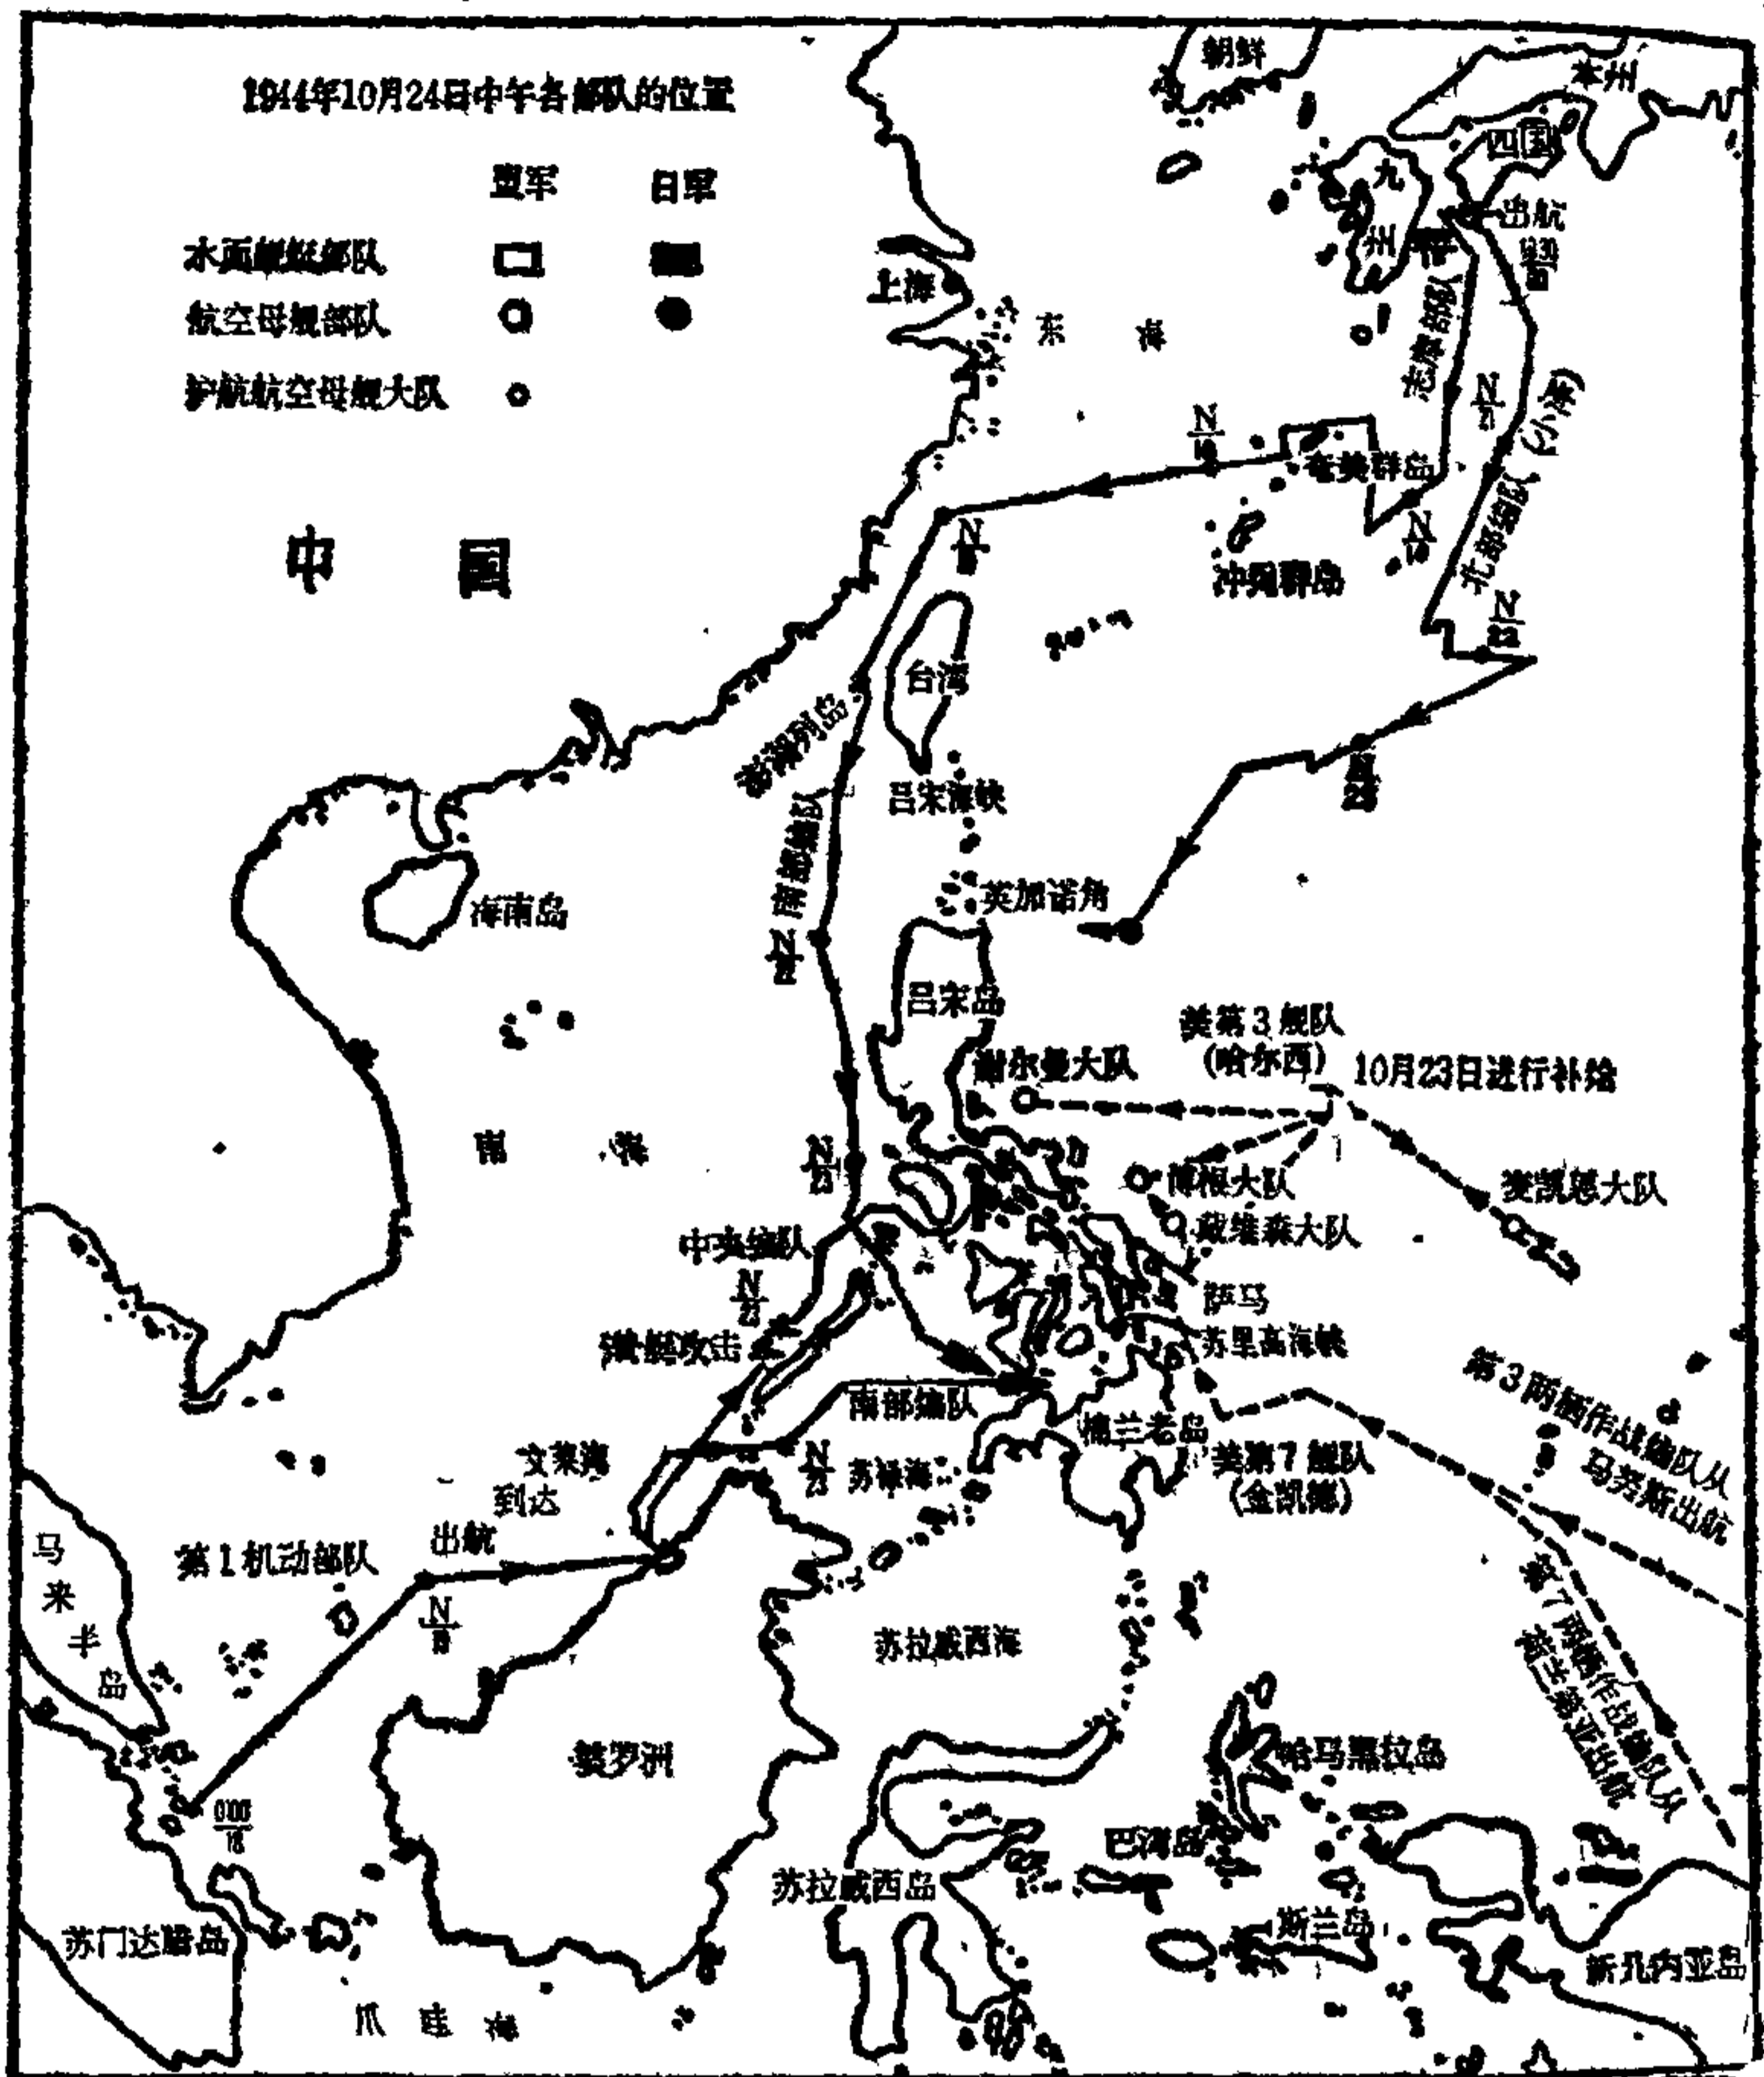 1944年10月24日中午各部队的位置
盟军 日军
水面舰艇部队
航空母舰部队
护航航空母舰大队
朝鲜
本州
四国
九
州
出航
上海
东 海
志摩部队
N
N
北部编队(小泽)
奄美群岛
N
N
冲绳群岛
N
22
中 国
台湾
澎湖列岛
吕宋海峡
N
南部编队
海南岛
英加诺角
N
吕宋岛
美第3舰队
(哈尔西)
10月23日进行补给
谢尔曼大队
南 海
N
23
博根大队
麦凯恩大队
戴维森大队
中央编队
N
萨马
潜艇攻击
苏里高海峡
南部编队
棉兰老岛
第3两栖作战编队从
马努斯出航
文莱湾
到达
N
23
苏禄海
美第7舰队
(金凯德)
出航
第1机动部队
N
马来半岛
第7两栖作战编队从
荷兰第亚出航
苏拉威西海
婆罗洲
哈马黑拉岛
0100
18
苏拉威西岛
斯兰岛
苏门达腊岛
新几内亚岛
爪哇海